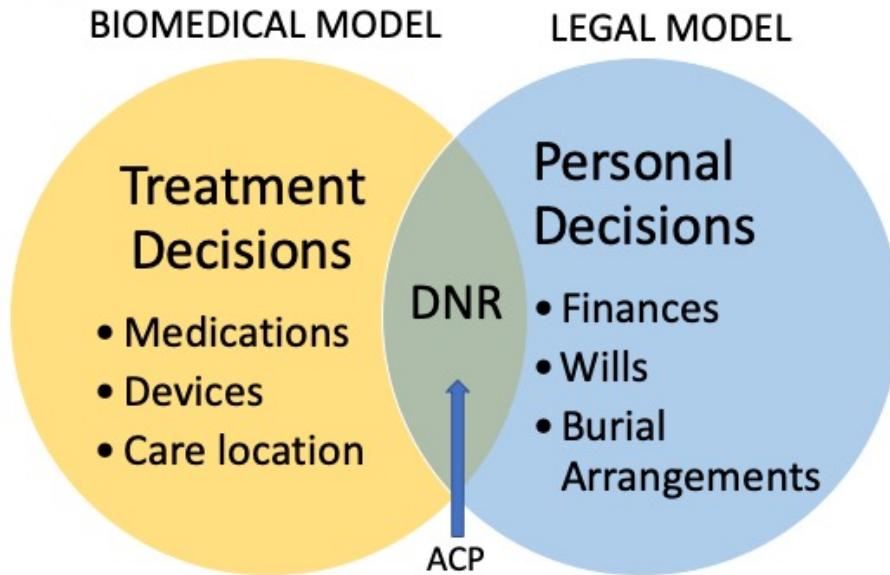 BIOMEDICAL MODEL
LEGAL MODEL
Treatment
Decisions
• Medications
• Devices
• Care location
DNR
Personal
Decisions
• Finances
• Wills
• Burial
Arrangements
ACP